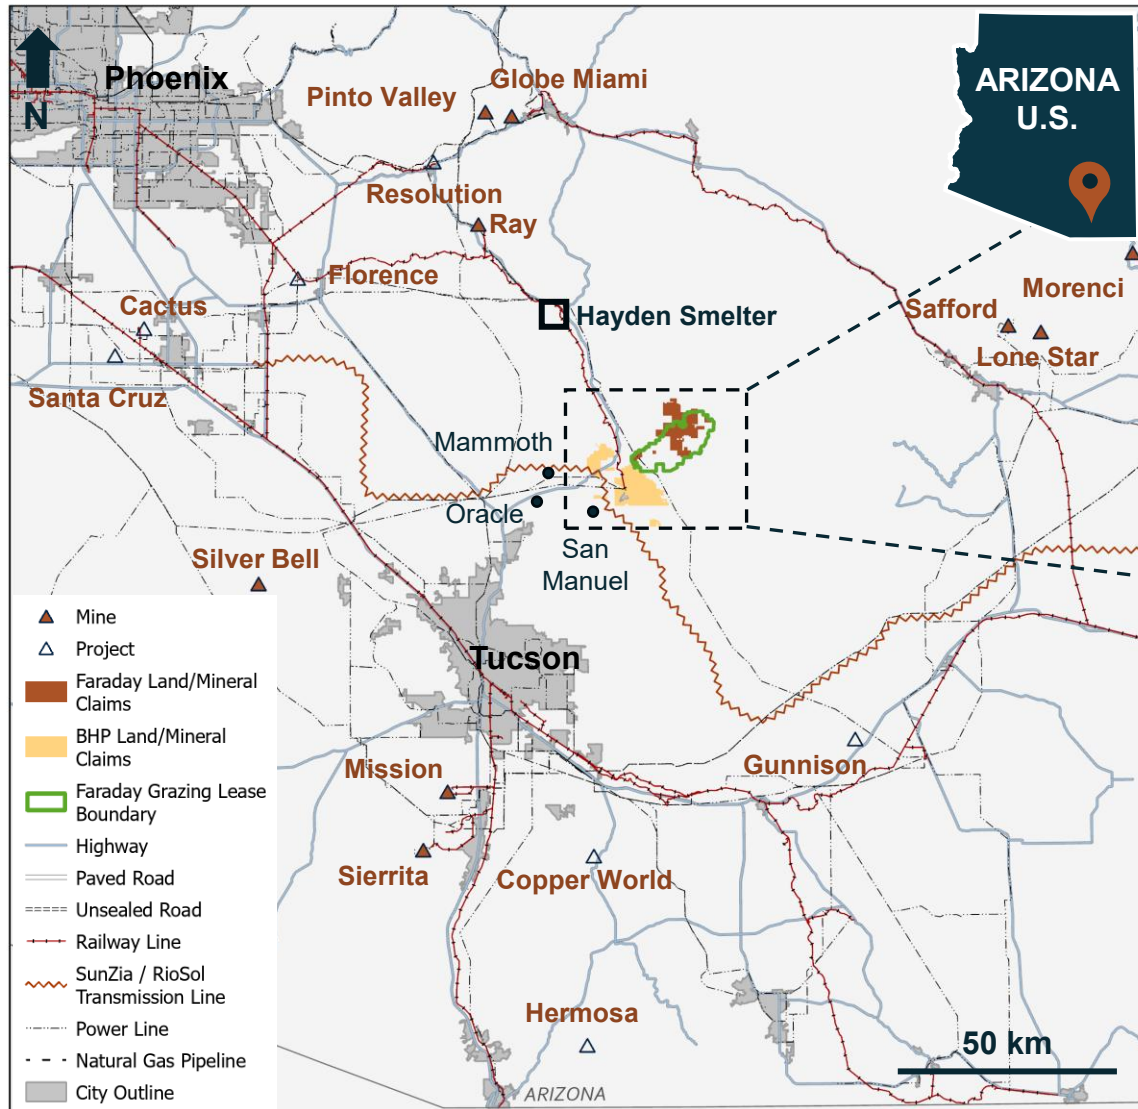 Phoenix
N
Pinto Valley
Globe Miami
ARIZONA
U.S.
Resolution
Ray
Florence
Cactus
Santa Cruz
Hayden Smelter
Morenci
Safford
Lone Star
Mammoth
Oracle
San
Manuel
Silver Bell
Tucson
Mission
Sierrita
Copper World
Gunnison
Hermosa
50 km
ARIZONA
Mine
Project
Faraday Land/Mineral
Claims
BHP Land/Mineral
Claims
Faraday Grazing Lease
Boundary
Highway
Paved Road
Unsealed Road
Railway Line
SunZia / RioSol
Transmission Line
Power Line
Natural Gas Pipeline
City Outline